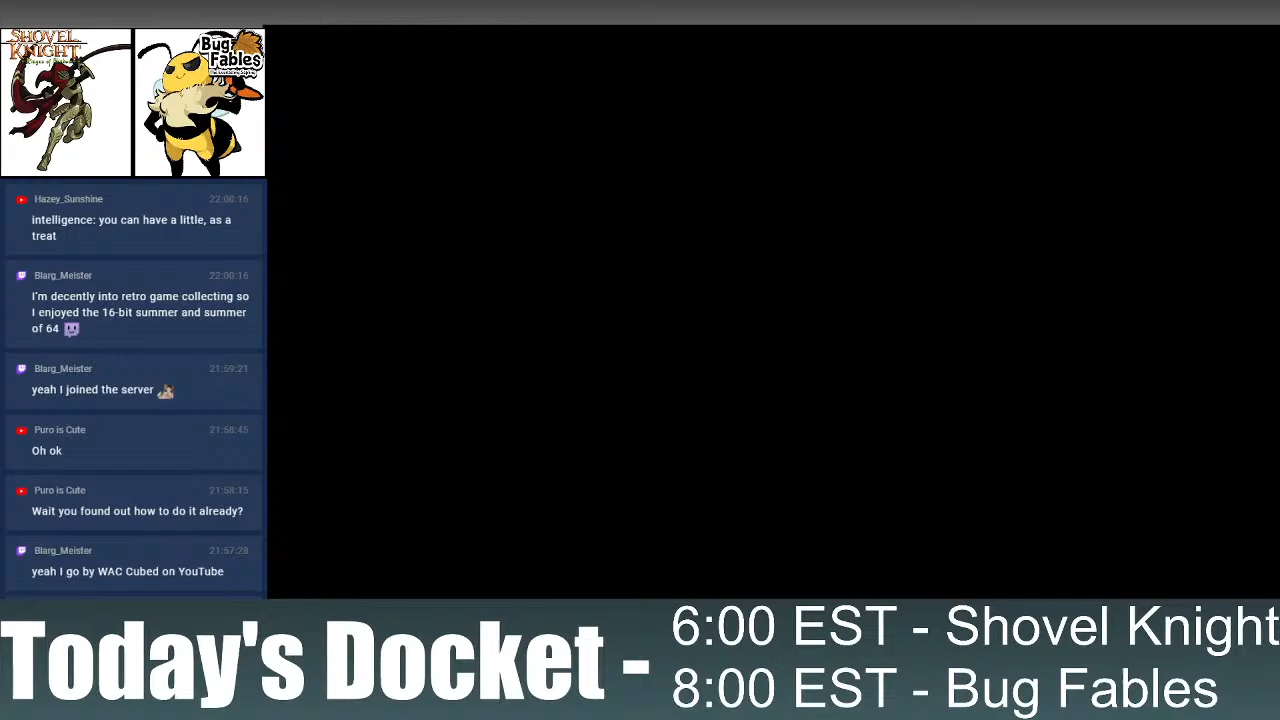 SHOVEL
KNIGHT
Bug
Fables
Hazey_Sunshine 22:00:16
intelligence: you can have a little, as a
treat
Blarg_Meister 22:00:16
I'm decently into retro game collecting so
I enjoyed the 16-bit summer and summer
of 64
Blarg_Meister 21:59:21
yeah I joined the server
Puro is Cute 21:58:45
Oh ok
Puro is Cute 21:58:15
Wait you found out how to do it already?
Blarg_Meister 21:57:28
yeah I go by WAC Cubed on YouTube
Today's Docket -
6:00 EST - Shovel Knight
8:00 EST - Bug Fables